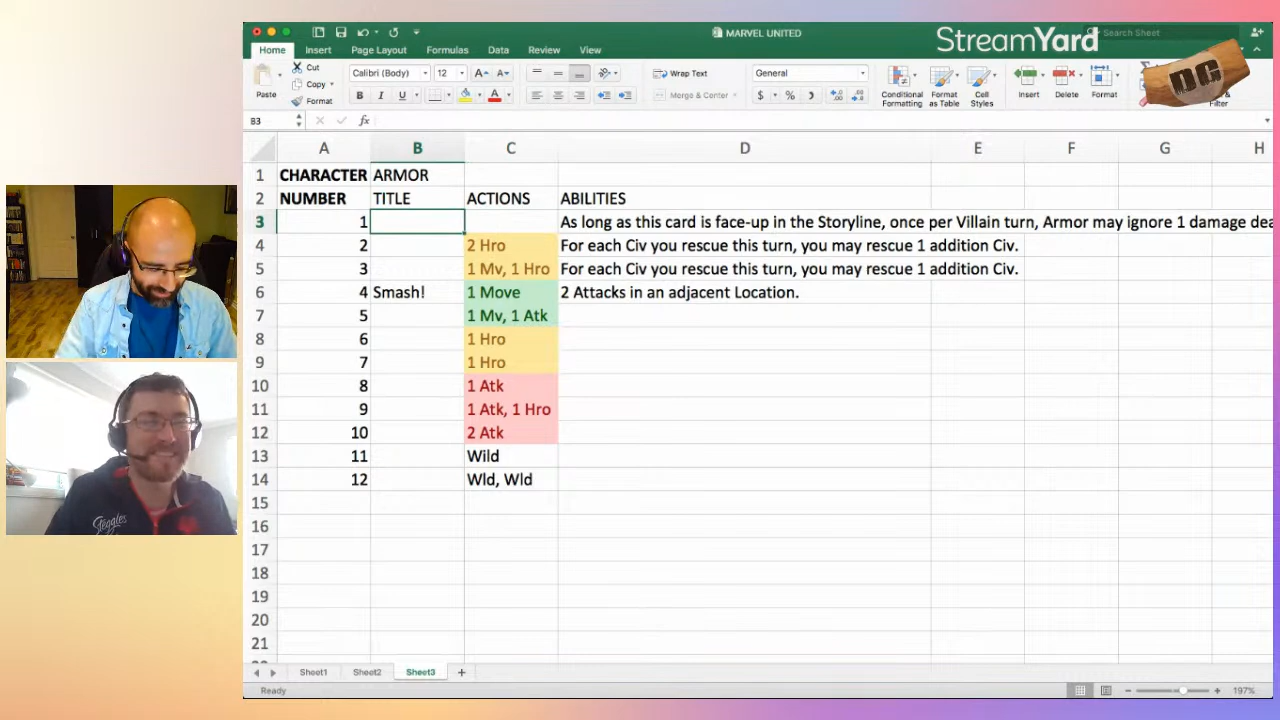 MARVEL UNITED
StreamYard
Search Sheet
DG
Home Insert Page Layout Formulas Data Review View
Paste
Cut
Copy
Format
Calibri (Body) 12
Wrap Text
Merge & Center
General
Conditional Formatting
Format as Table
Cell Styles
Insert
Delete
Format
Filter
B3 fx
A B C D E F G H
1 CHARACTER ARMOR
2 NUMBER TITLE ACTIONS ABILITIES
3 1 As long as this card is face-up in the Storyline, once per Villain turn, Armor may ignore 1 damage dea
4 2 2 Hro For each Civ you rescue this turn, you may rescue 1 addition Civ.
5 3 1 Mv, 1 Hro For each Civ you rescue this turn, you may rescue 1 addition Civ.
6 4 Smash! 1 Move 2 Attacks in an adjacent Location.
7 5 1 Mv, 1 Atk
8 6 1 Hro
9 7 1 Hro
10 8 1 Atk
11 9 1 Atk, 1 Hro
12 10 2 Atk
13 11 Wild
14 12 Wld, Wld
15
16
17
18
19
20
21
Steggles
Sheet1 Sheet2 Sheet3 +
Ready
197%